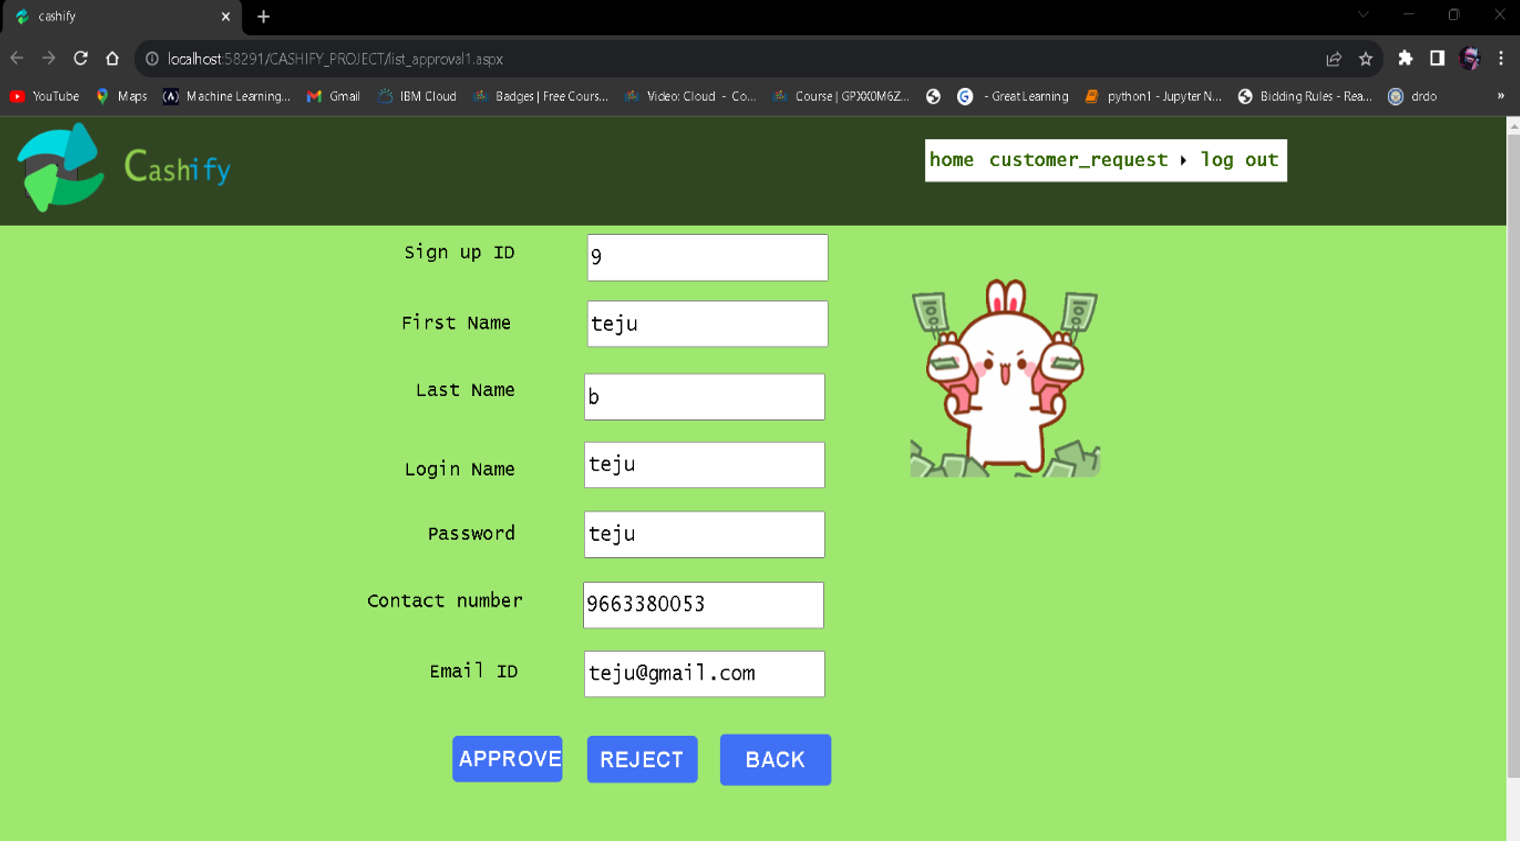 cashify
localhost:58291/CASHIFY_PROJECT/list_approval1.aspx
YouTube Maps Machine Learning... Gmail IBM Cloud Badges | Free Cours... Video: Cloud - Co... Course | GPXX0M6Z... - Great Learning python1 - Jupyter N... Bidding Rules - Rea... drdo »
Cashify
home customer_request log out
Sign up ID 9
First Name teju
Last Name b
Login Name teju
Password teju
Contact number 9663380053
Email ID teju@gmail.com
APPROVE REJECT BACK